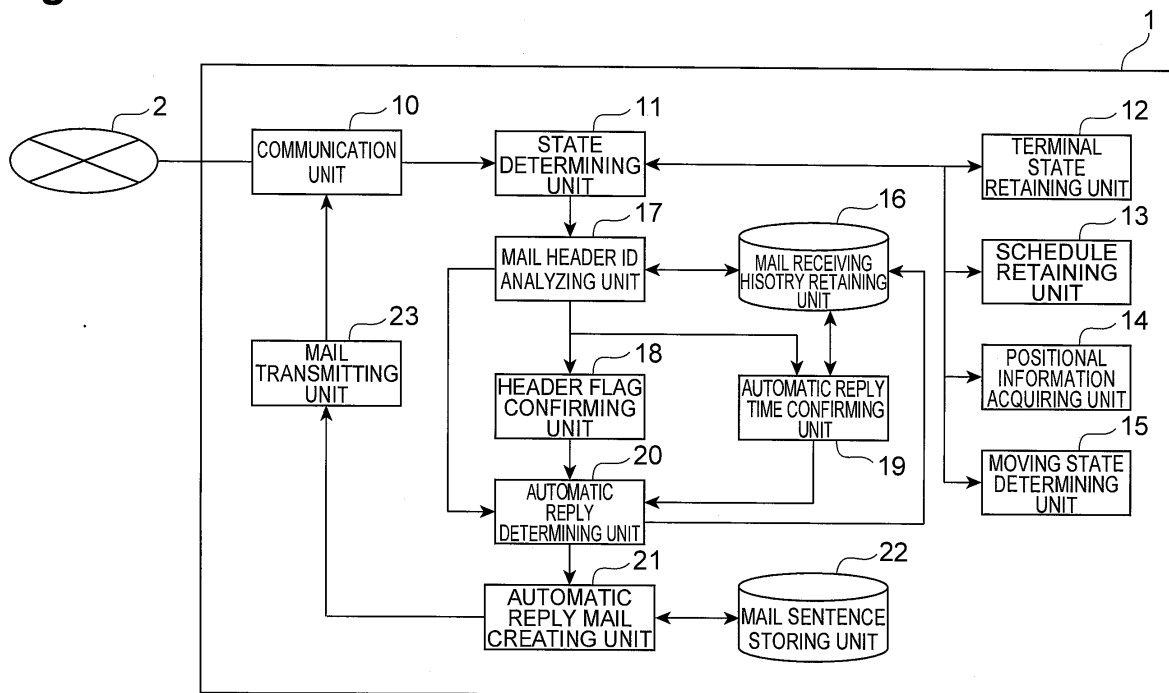 g
1
2
10
COMMUNICATION
UNIT
11
STATE
DETERMINING
UNIT
12
TERMINAL
STATE
RETAINING UNIT
17
MAIL HEADER ID
ANALYZING UNIT
16
MAIL RECEIVING
HISOTRY RETAINING
UNIT
13
SCHEDULE
RETAINING
UNIT
23
MAIL
TRANSMITTING
UNIT
18
HEADER FLAG
CONFIRMING
UNIT
AUTOMATIC REPLY
TIME CONFIRMING
UNIT
19
14
POSITIONAL
INFORMATION
ACQUIRING UNIT
20
AUTOMATIC
REPLY
DETERMINING UNIT
15
MOVING STATE
DETERMINING
UNIT
21
AUTOMATIC
REPLY MAIL
CREATING UNIT
22
MAIL SENTENCE
STORING UNIT